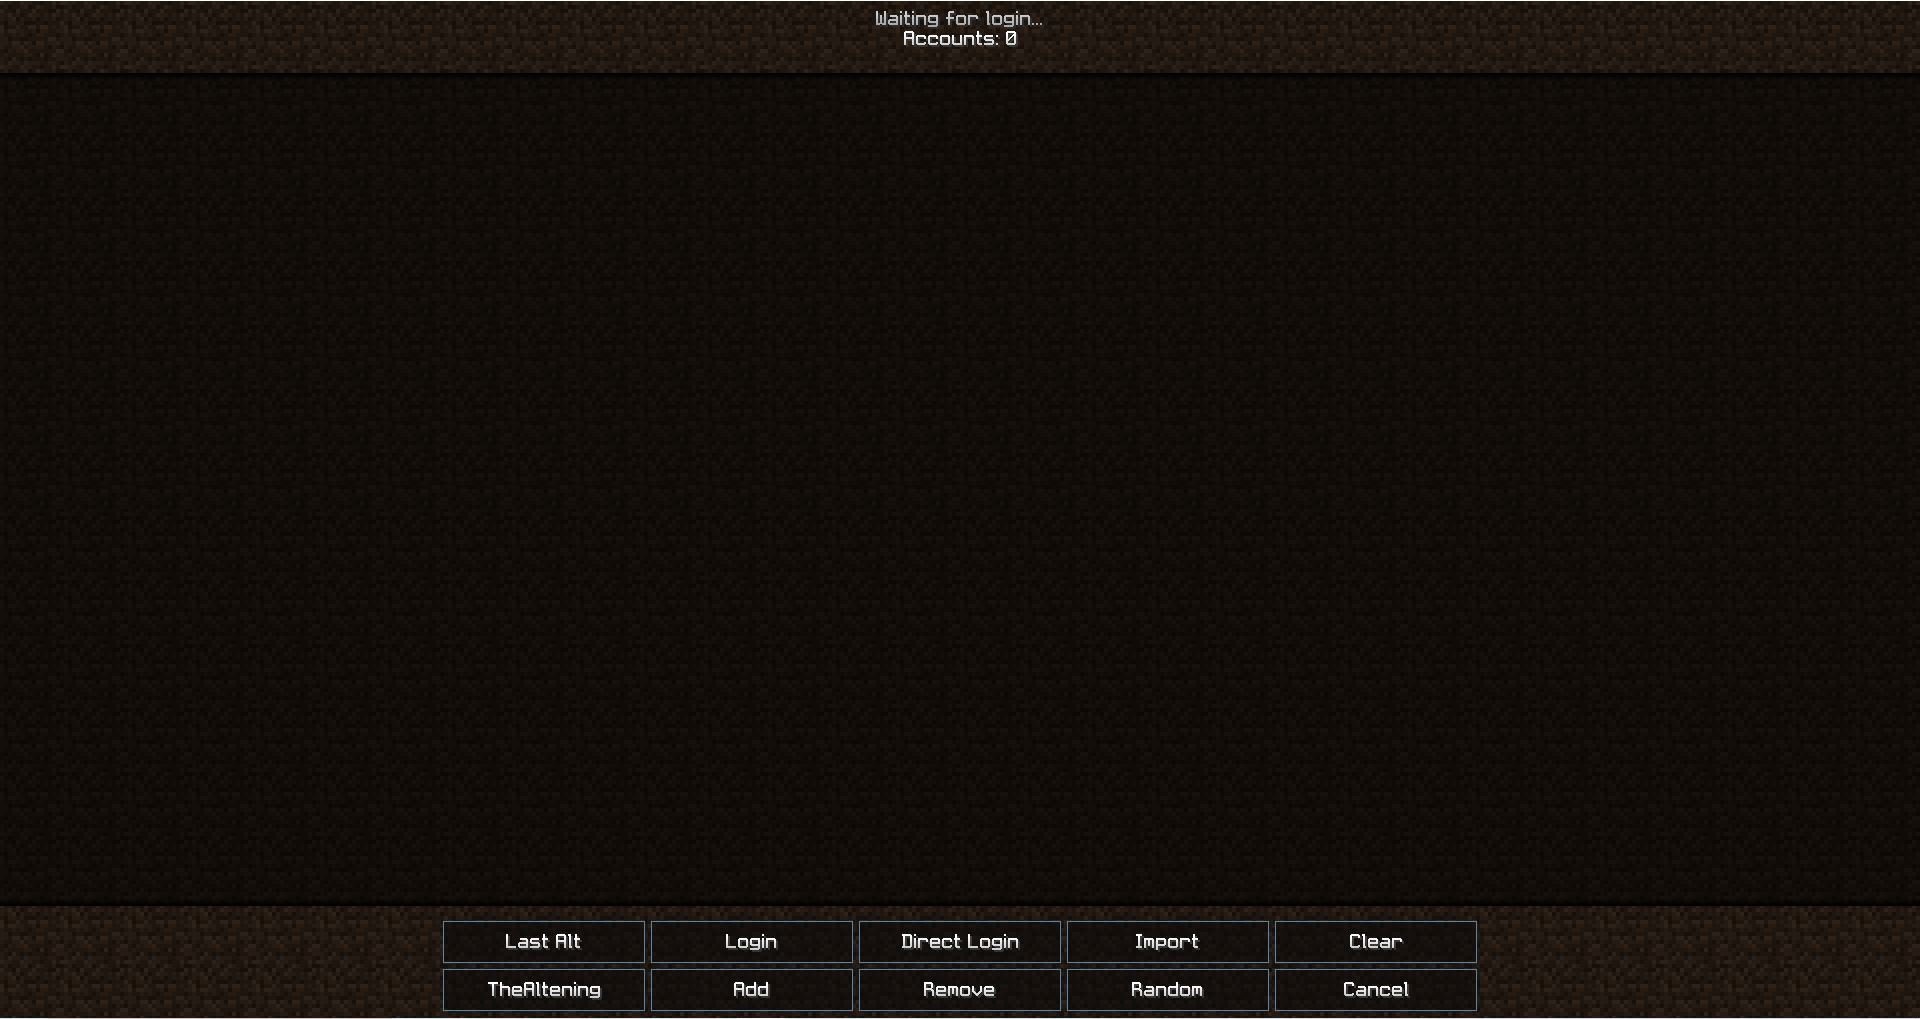 Waiting for login...
Accounts: 0
Last Alt
Login
Direct Login
Import
Clear
TheAltening
Add
Remove
Random
Cancel